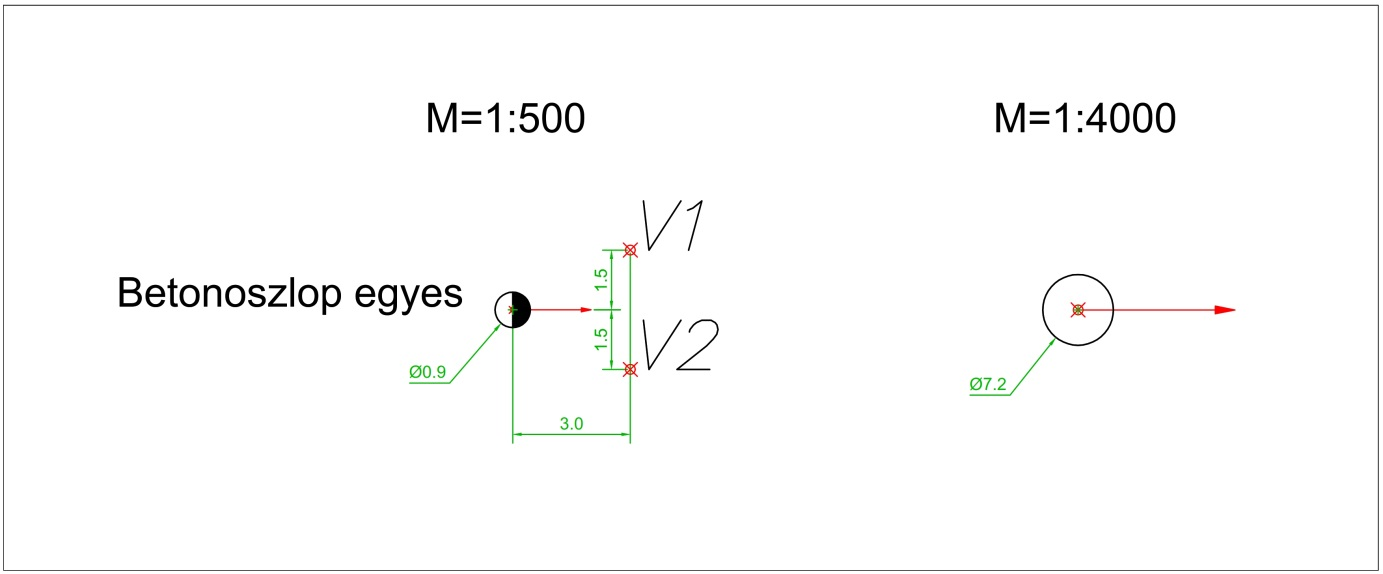 M=1:500
M=1:4000
V1
1.5
Betonoszlop egyes
1.5
V2
Ø0.9
Ø7.2
3.0